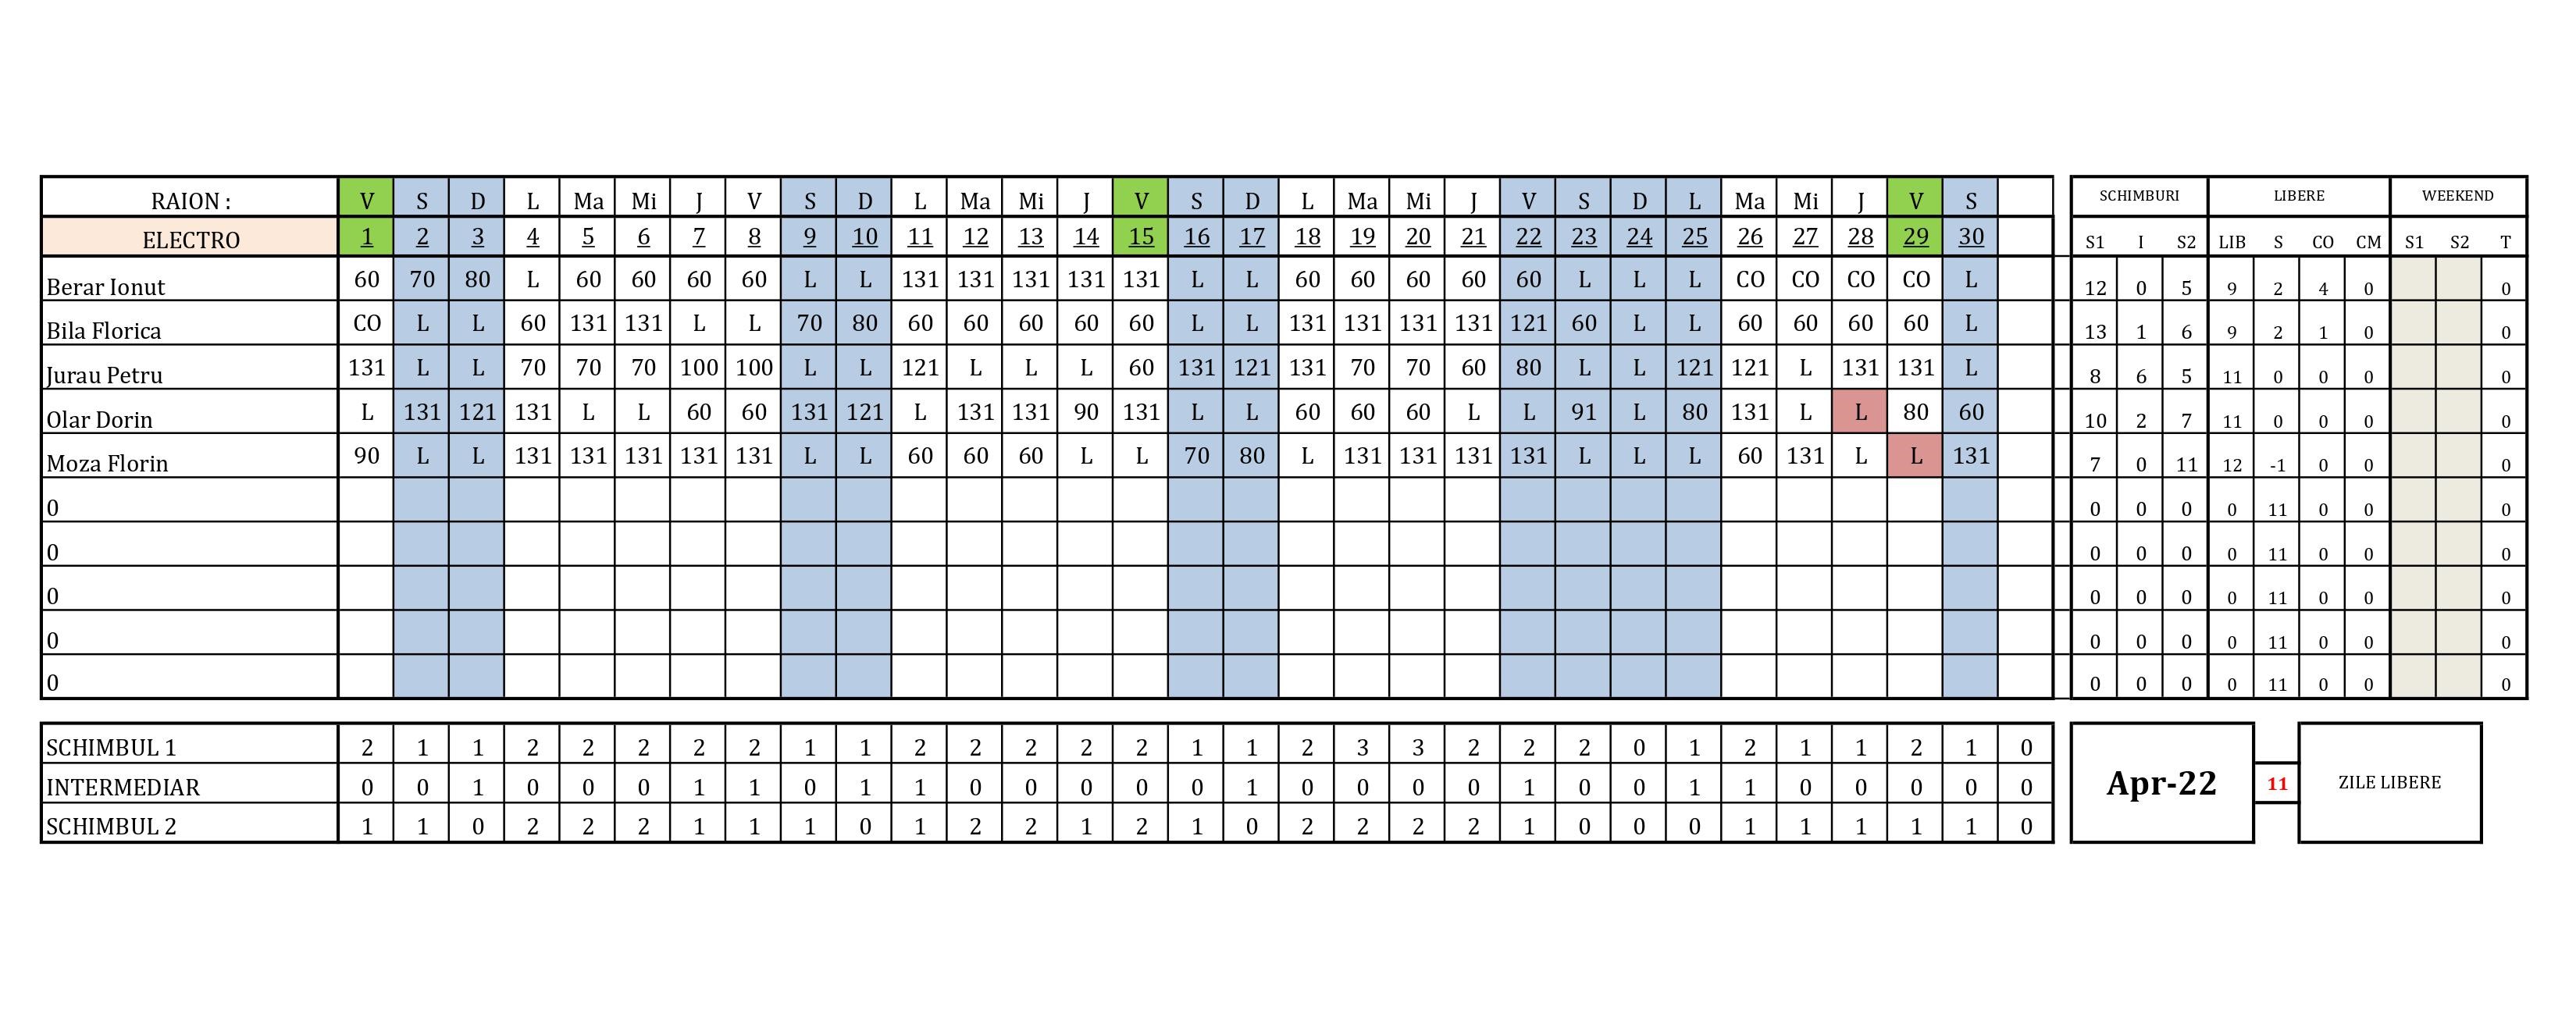 RAION : V S D L Ma Mi J V S D L Ma Mi J V S D L Ma Mi J V S D L Ma Mi J V S SCHIMBURI LIBERE WEEKEND
ELECTRO 1 2 3 4 5 6 7 8 9 10 11 12 13 14 15 16 17 18 19 20 21 22 23 24 25 26 27 28 29 30 S1 I S2 LIB S CO CM S1 S2 T
Berar Ionut 60 70 80 L 60 60 60 60 L L 131 131 131 131 131 L L 60 60 60 60 60 L L L CO CO CO CO L 12 0 5 9 2 4 0 0
Bila Florica CO L L 60 131 131 L L 70 80 60 60 60 60 60 L L 131 131 131 131 121 60 L L 60 60 60 60 L 13 1 6 9 2 1 0 0
Jurau Petru 131 L L 70 70 70 100 100 L L 121 L L L 60 131 121 131 70 70 60 80 L L 121 121 L 131 131 L 8 6 5 11 0 0 0 0
Olar Dorin L 131 121 131 L L 60 60 131 121 L 131 131 90 131 L L 60 60 60 L L 91 L 80 131 L L 80 60 10 2 7 11 0 0 0 0
Moza Florin 90 L L 131 131 131 131 131 L L 60 60 60 L L 70 80 L 131 131 131 131 L L L 60 131 L L 131 7 0 11 12 -1 0 0 0
0 0 0 0 0 11 0 0 0
0 0 0 0 0 11 0 0 0
0 0 0 0 0 11 0 0 0
0 0 0 0 0 11 0 0 0
0 0 0 0 0 11 0 0 0
SCHIMBUL 1 2 1 1 2 2 2 2 2 1 1 2 2 2 2 2 1 1 2 3 3 2 2 2 0 1 2 1 1 2 1 0
INTERMEDIAR 0 0 1 0 0 0 1 1 0 1 1 0 0 0 0 0 1 0 0 0 0 1 0 0 1 1 0 0 0 0 0
SCHIMBUL 2 1 1 0 2 2 2 1 1 1 0 1 2 2 1 2 1 0 2 2 2 2 1 0 0 0 1 1 1 1 1 0
Apr-22 11 ZILE LIBERE